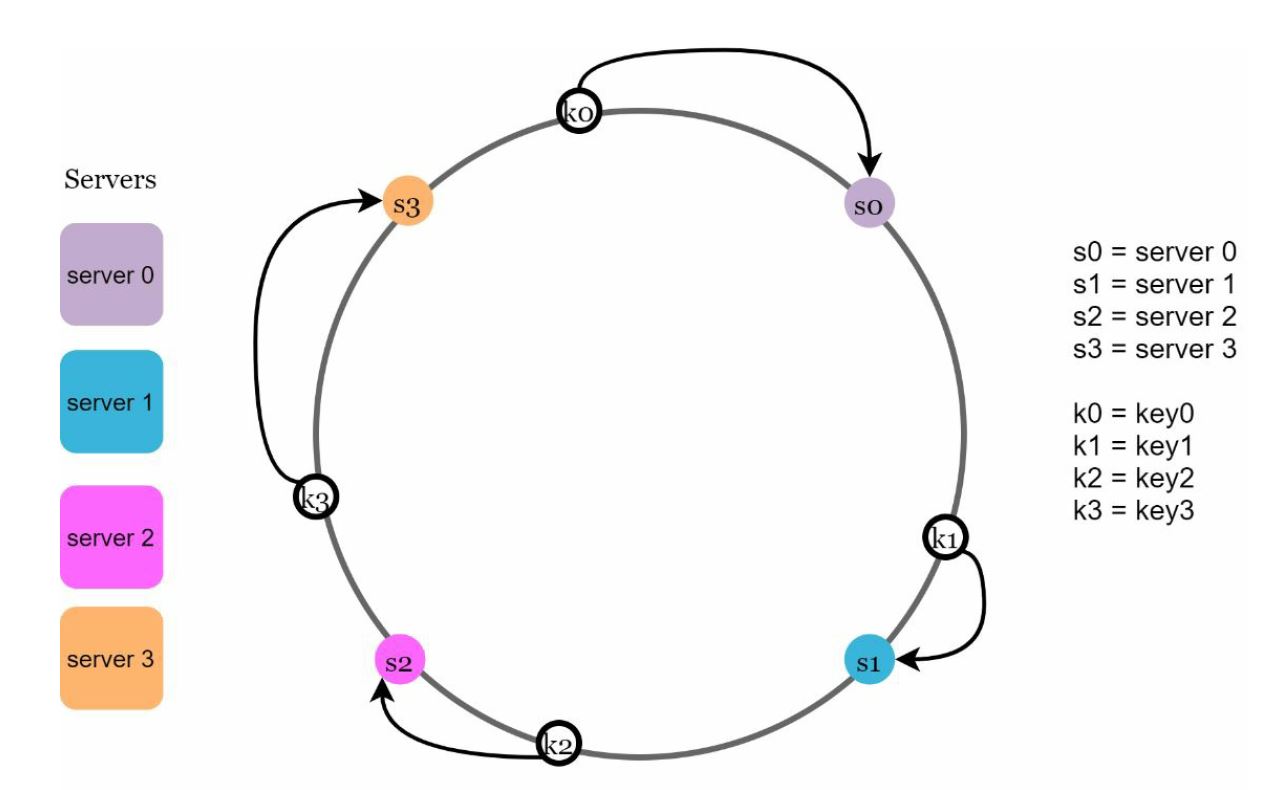 k0
Servers
s3
s0
server 0
s0 = server 0
s1 = server 1
s2 = server 2
s3 = server 3
server 1
k0 = key0
k1 = key1
k2 = key2
k3 = key3
k3
server 2
k1
server 3
s2
s1
k2